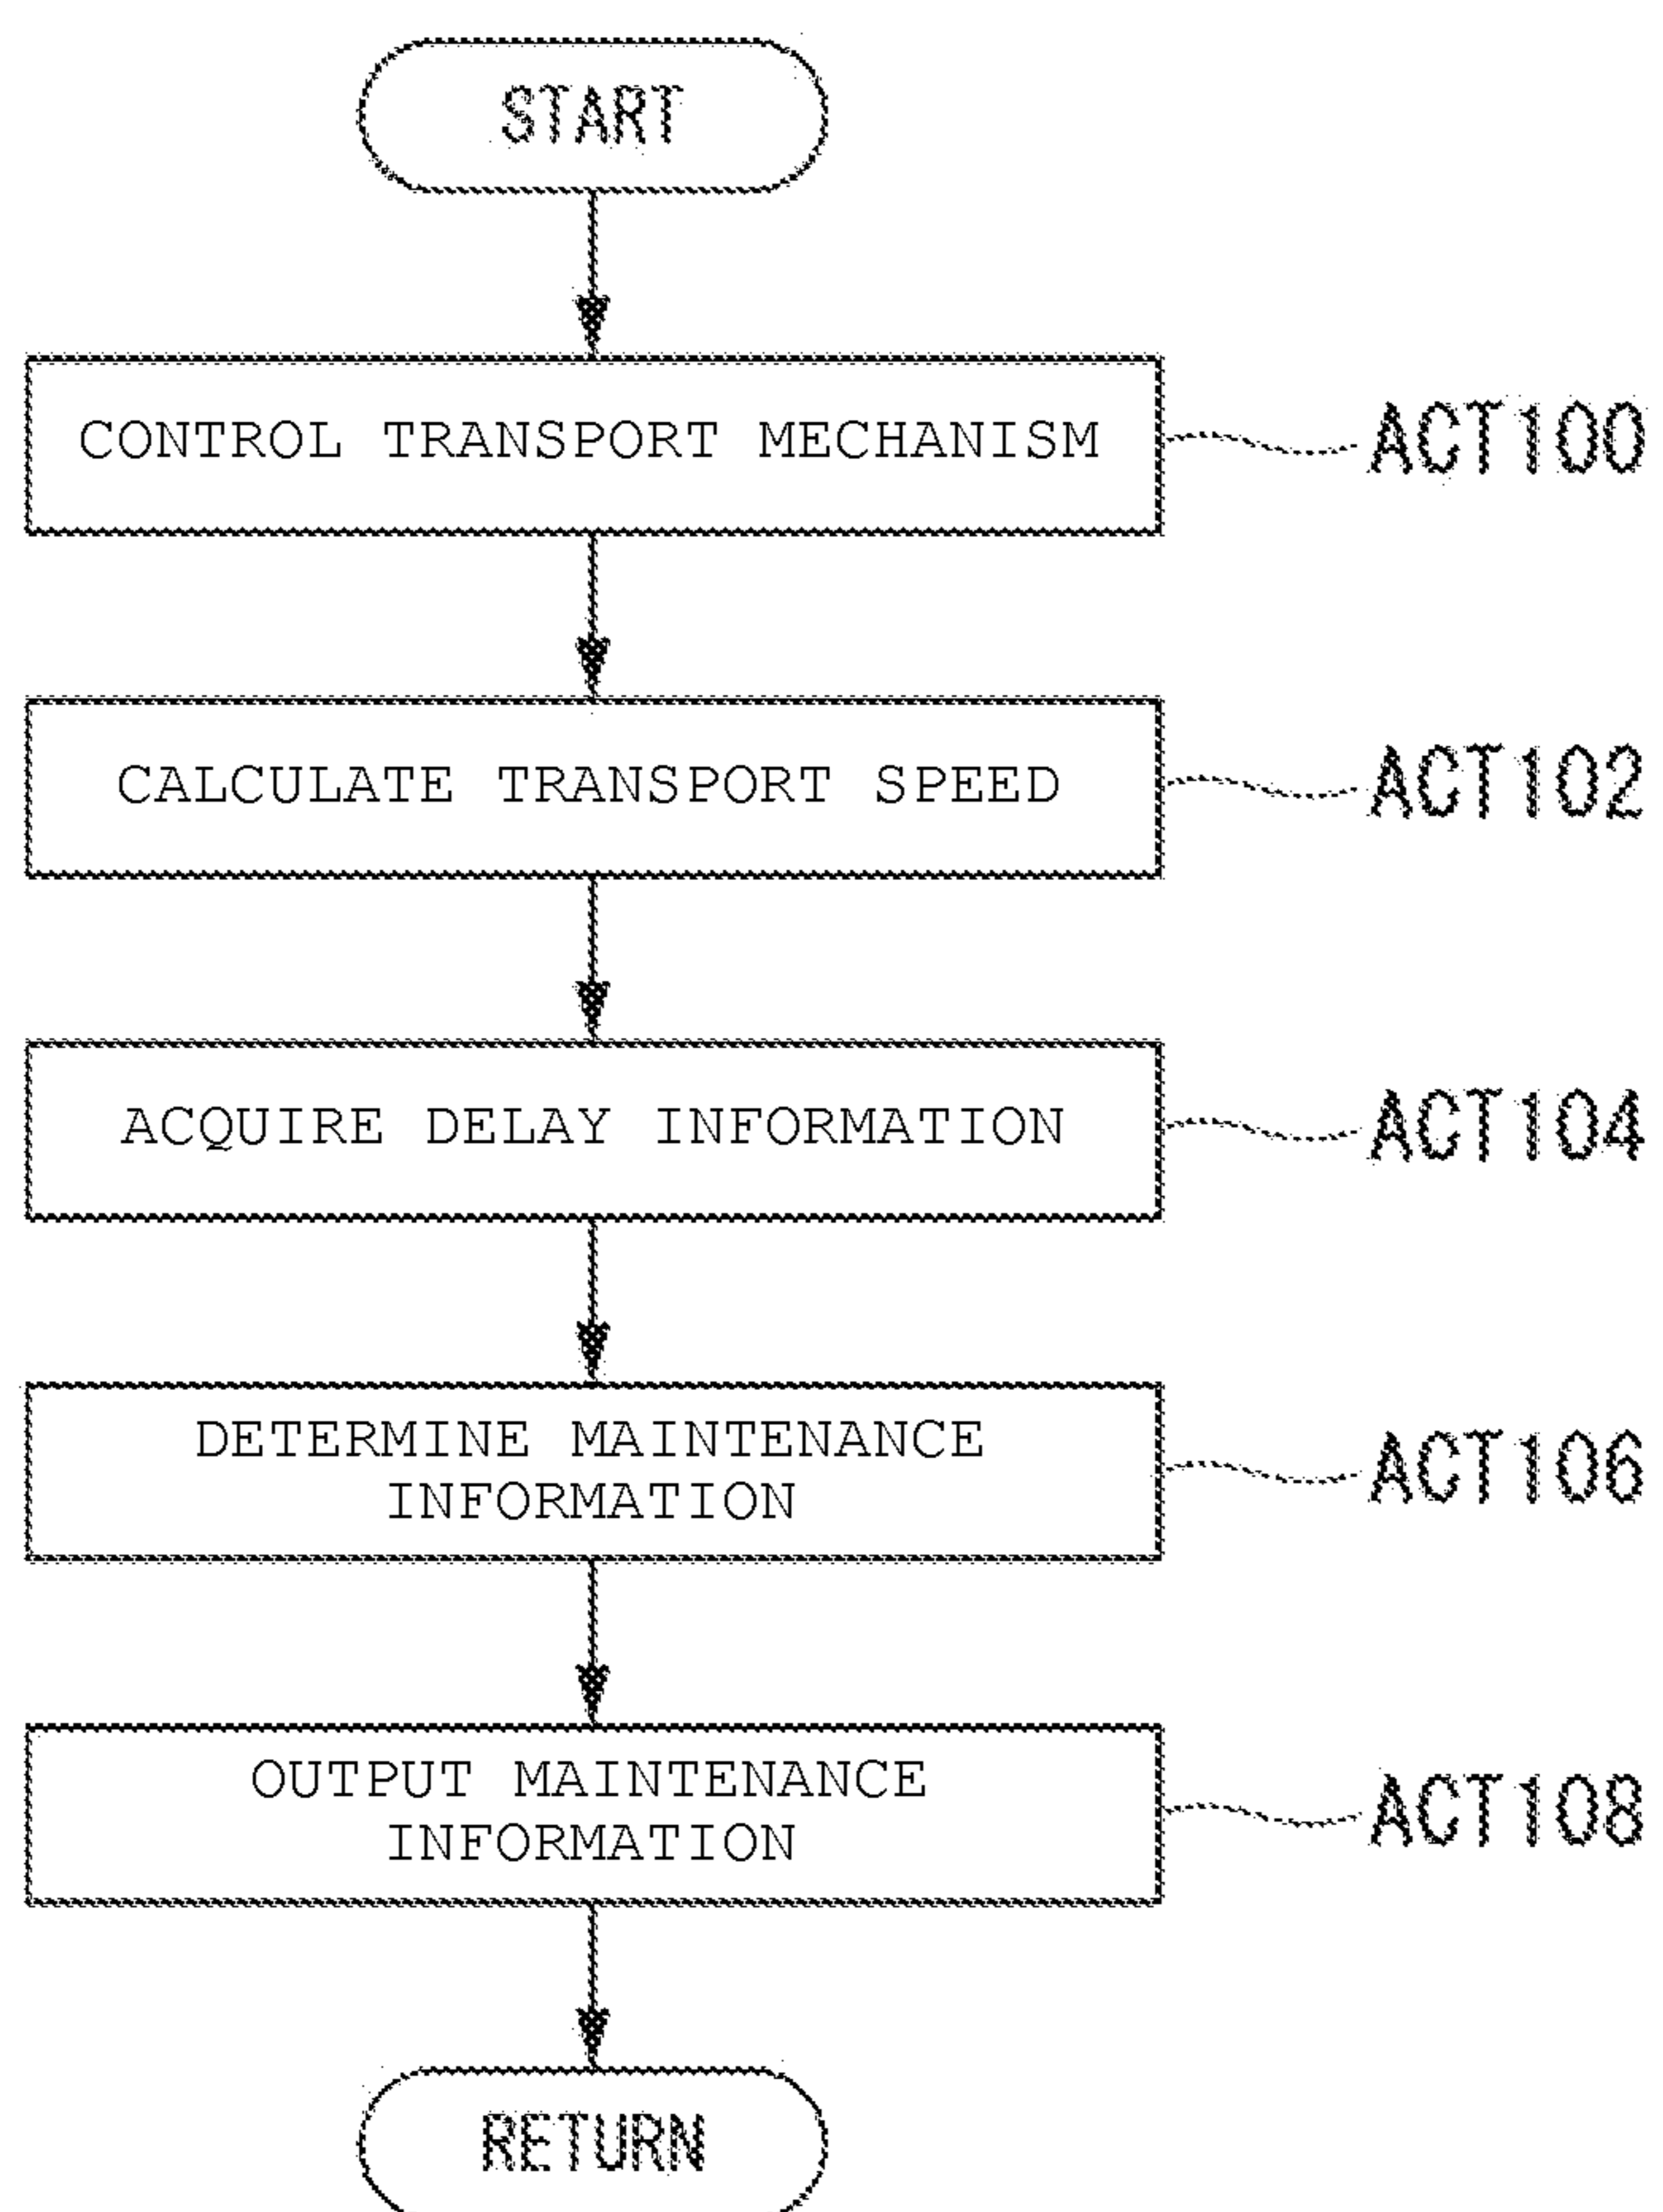 START
CONTROL TRANSPORT MECHANISM
ACT100
CALCULATE TRANSPORT SPEED
ACT102
ACQUIRE DELAY INFORMATION
ACT104
DETERMINE MAINTENANCE
INFORMATION
ACT106
OUTPUT MAINTENANCE
INFORMATION
ACT108
RETURN